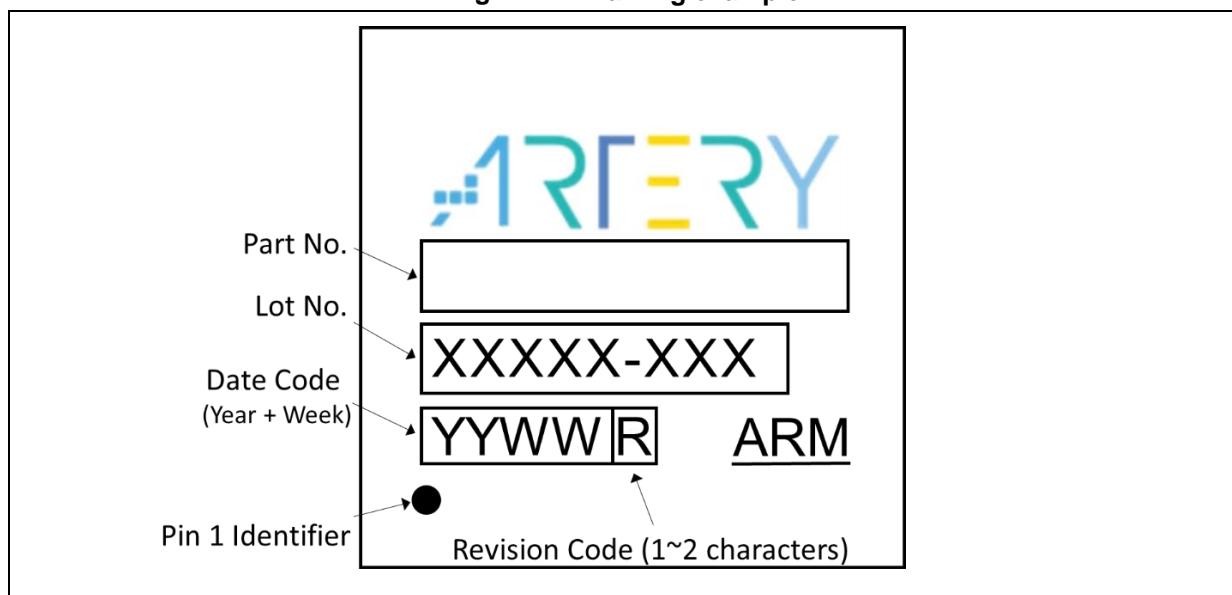 ARTERY
Part No.
Lot No.
XXXXX-XXX
Date Code
(Year + Week)
YYWW R
ARM
Pin 1 Identifier
Revision Code (1~2 characters)